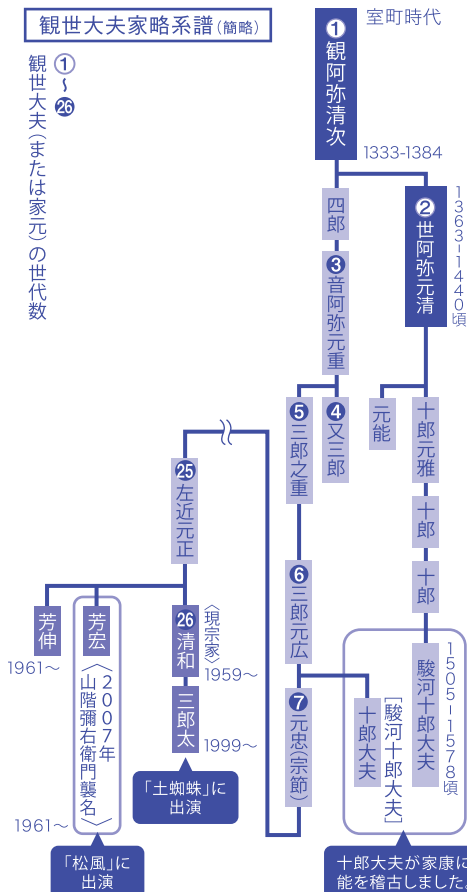 観世大夫家略系譜(簡略)
①〜㉖
観世大夫(または家元)の世代数
室町時代
①観阿弥清次
1333-1384
②世阿弥元清
1363-1440頃
四郎
③音阿弥元重
④又三郎
⑤三郎之重
元能
十郎元雅
十郎
十郎
⑥三郎元広
⑦元忠(宗節)
駿河十郎大夫
1505-1578頃
十郎大夫
[駿河十郎大夫]
十郎大夫が家康に
能を稽古しました。
㉕左近元正
㉖清和
〈現宗家〉
1959〜
三郎太
1999〜
「土蜘蛛」に
出演
芳宏
〈2007年
山階彌右衛門襲名〉
1961〜
「松風」に
出演
芳伸
1961〜